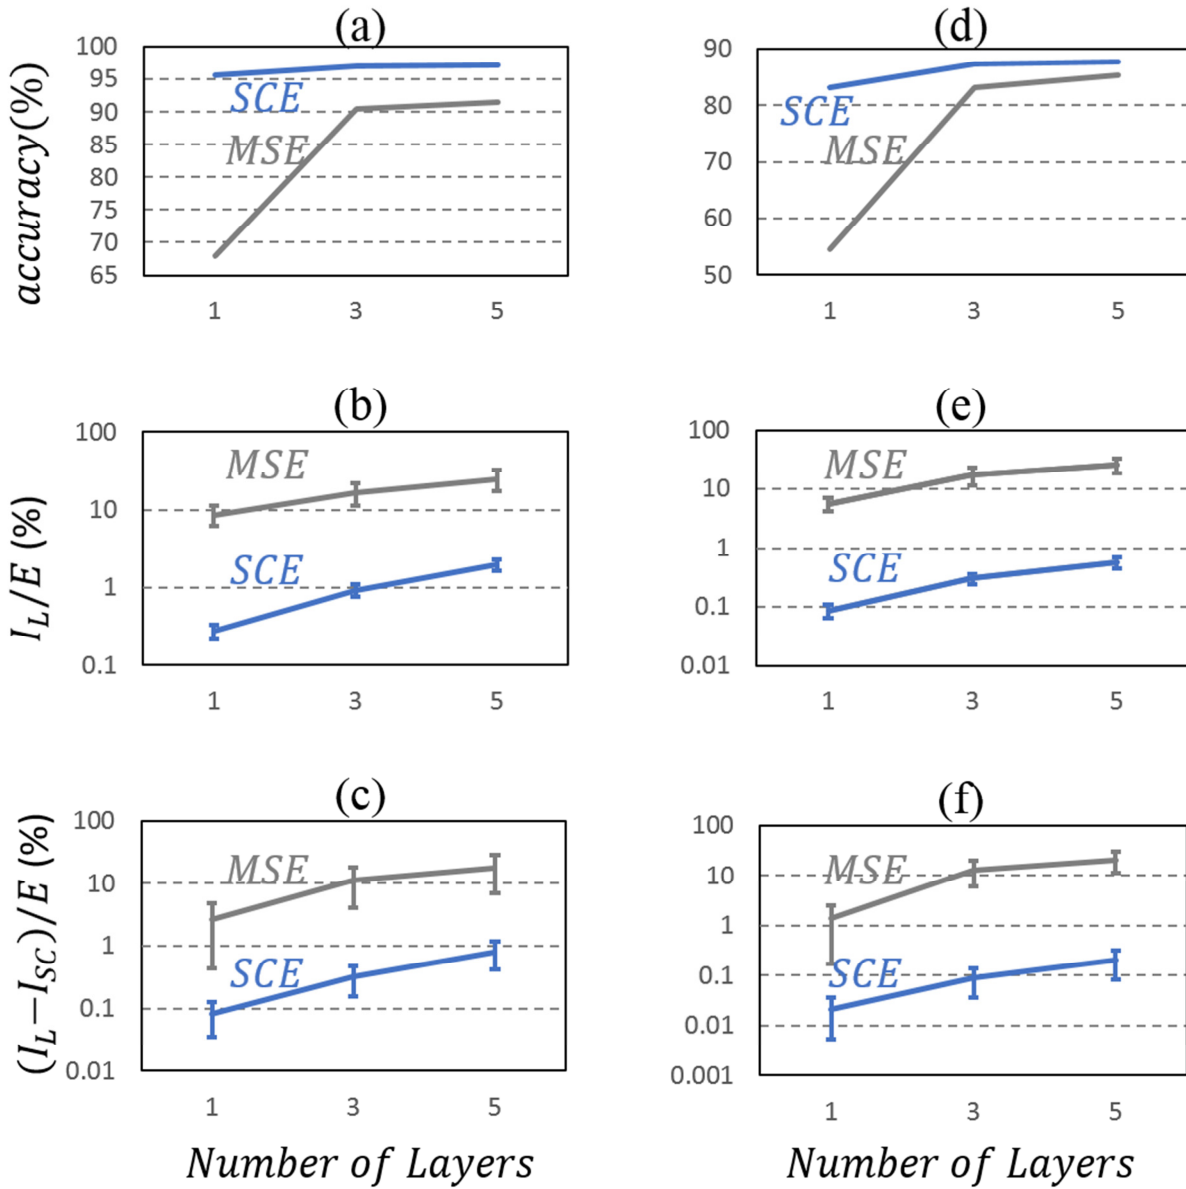 (a)
accuracy(%)
100
95
90
85
80
75
70
65
SCE
MSE
1 3 5
(d)
90
80
70
60
50
SCE
MSE
1 3 5
(b)
I_L/E (%)
100
10
1
0.1
MSE
SCE
1 3 5
(e)
100
10
1
0.1
0.01
MSE
SCE
1 3 5
(c)
(I_L−I_SC)/E (%)
100
10
1
0.1
0.01
MSE
SCE
1 3 5
Number of Layers
(f)
100
10
1
0.1
0.01
0.001
MSE
SCE
1 3 5
Number of Layers